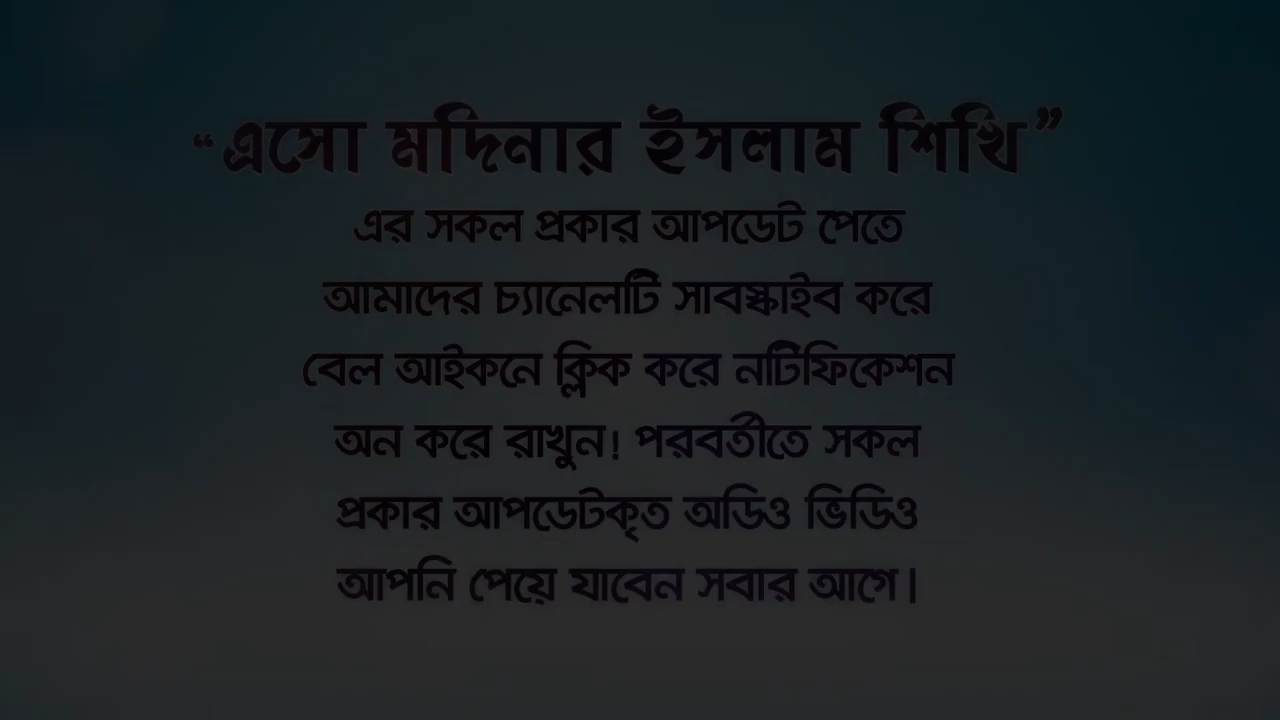 “এসো মদিনার ইসলাম শিখি”
এর সকল প্রকার আপডেট পেতে
আমাদের চ্যানেলটি সাবস্ক্রাইব করে
বেল আইকনে ক্লিক করে নটিফিকেশন
অন করে রাখুন! পরবর্তীতে সকল
প্রকার আপডেটকৃত অডিও ভিডিও
আপনি পেয়ে যাবেন সবার আগে।